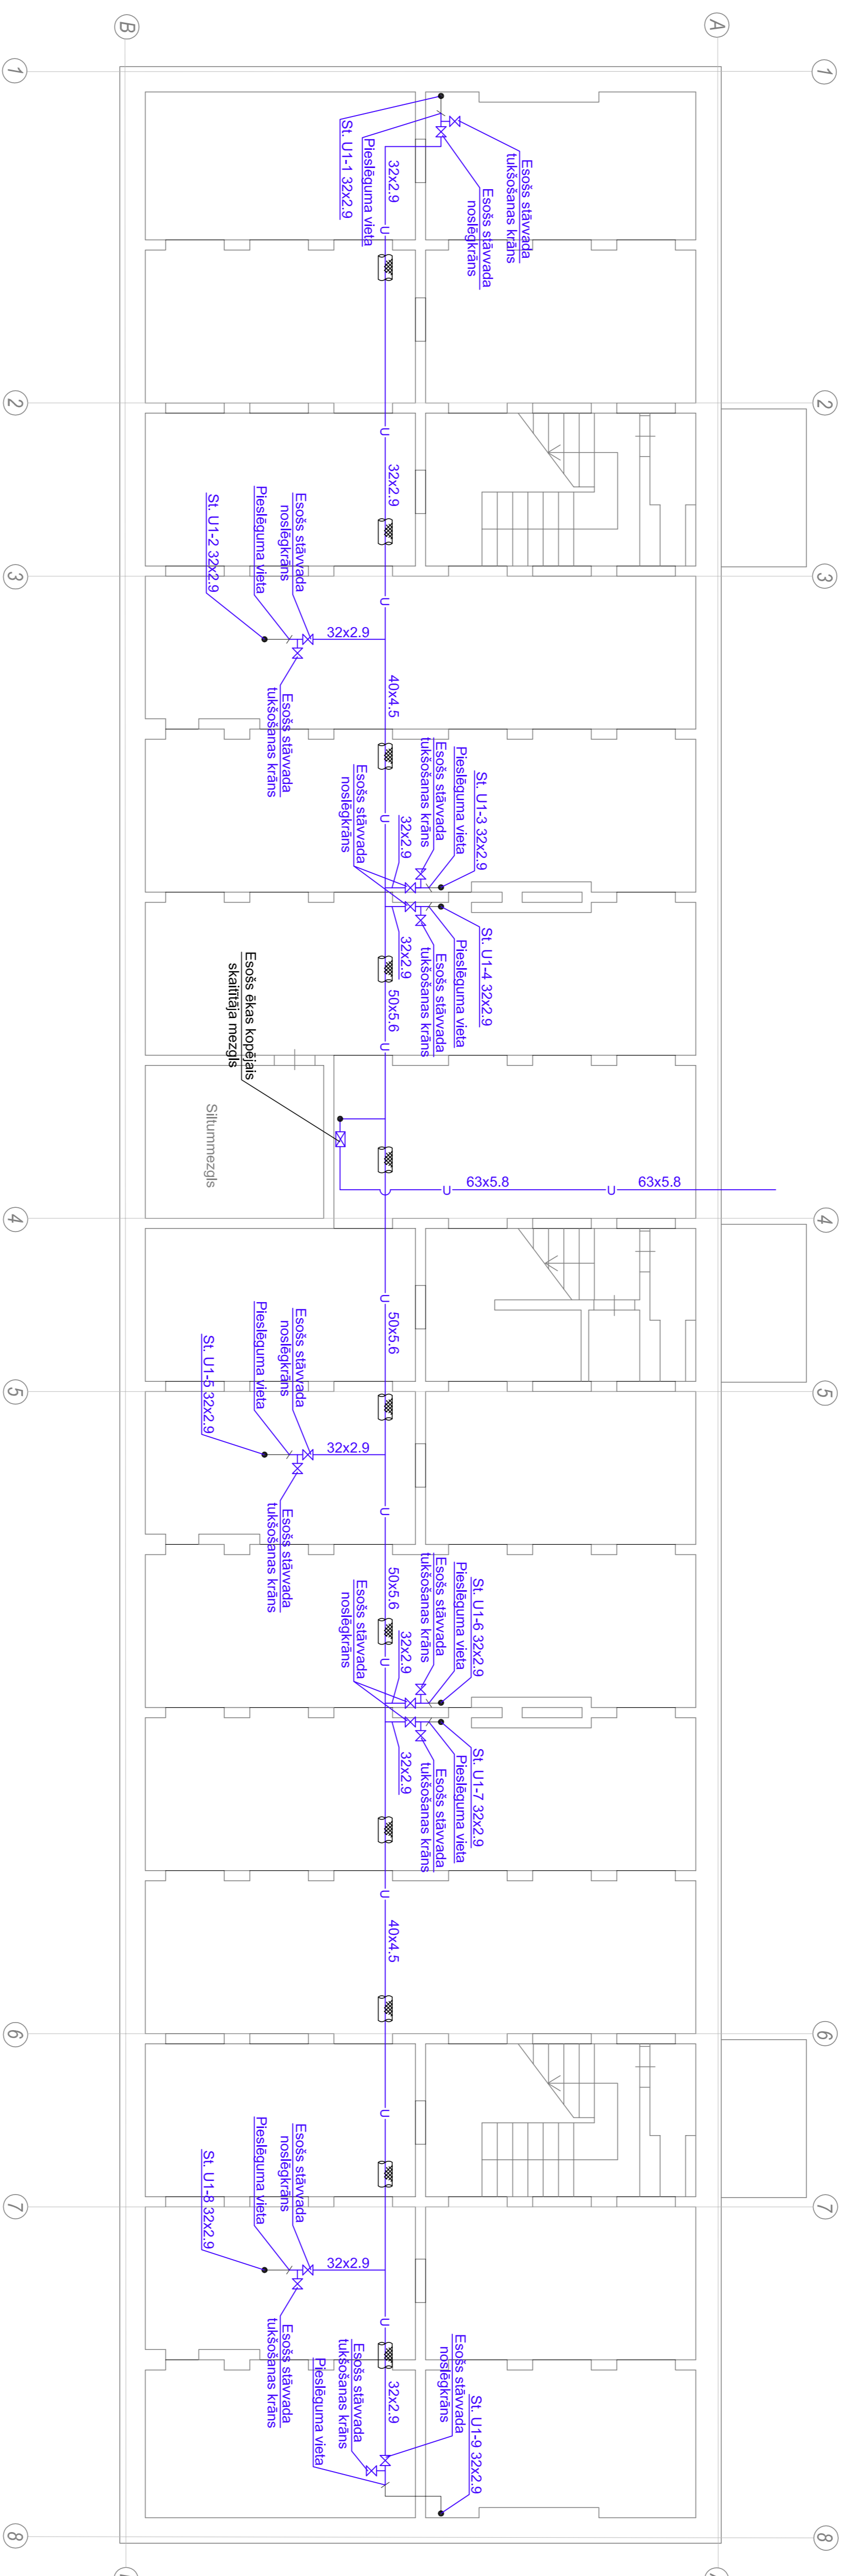 B
A
1
1
St. U1-1 32x2.9
Pieslēguma vieta
32x2.9
Esošs stāvvada
noslēgkrāns
Esošs stāvvada
tukšošanas krāns
U
2
2
U
32x2.9
St. U1-2 32x2.9
Pieslēguma vieta
Esošs stāvvada
noslēgkrāns
3
3
U
32x2.9
Esošs stāvvada
tukšošanas krāns
40x4.5
U
Esošs stāvvada
noslēgkrāns
32x2.9
Esošs stāvvada
tukšošanas krāns
Pieslēguma vieta
St. U1-3 32x2.9
32x2.9
Esošs stāvvada
tukšošanas krāns
Pieslēguma vieta
St. U1-4 32x2.9
50x5.6
U
Esošs ēkas kopējais
skaitītāja mezgls
Siltummezgls
U
63x5.8
U
63x5.8
4
4
U
50x5.6
St. U1-5 32x2.9
Pieslēguma vieta
Esošs stāvvada
noslēgkrāns
5
5
32x2.9
Esošs stāvvada
tukšošanas krāns
U
50x5.6
U
Esošs stāvvada
noslēgkrāns
32x2.9
Esošs stāvvada
tukšošanas krāns
Pieslēguma vieta
St. U1-6 32x2.9
32x2.9
Esošs stāvvada
tukšošanas krāns
Pieslēguma vieta
St. U1-7 32x2.9
U
40x4.5
6
6
U
St. U1-8 32x2.9
Pieslēguma vieta
Esošs stāvvada
noslēgkrāns
7
7
32x2.9
Esošs stāvvada
tukšošanas krāns
U
32x2.9
Pieslēguma vieta
Esošs stāvvada
tukšošanas krāns
Esošs stāvvada
noslēgkrāns
St. U1-9 32x2.9
8
8